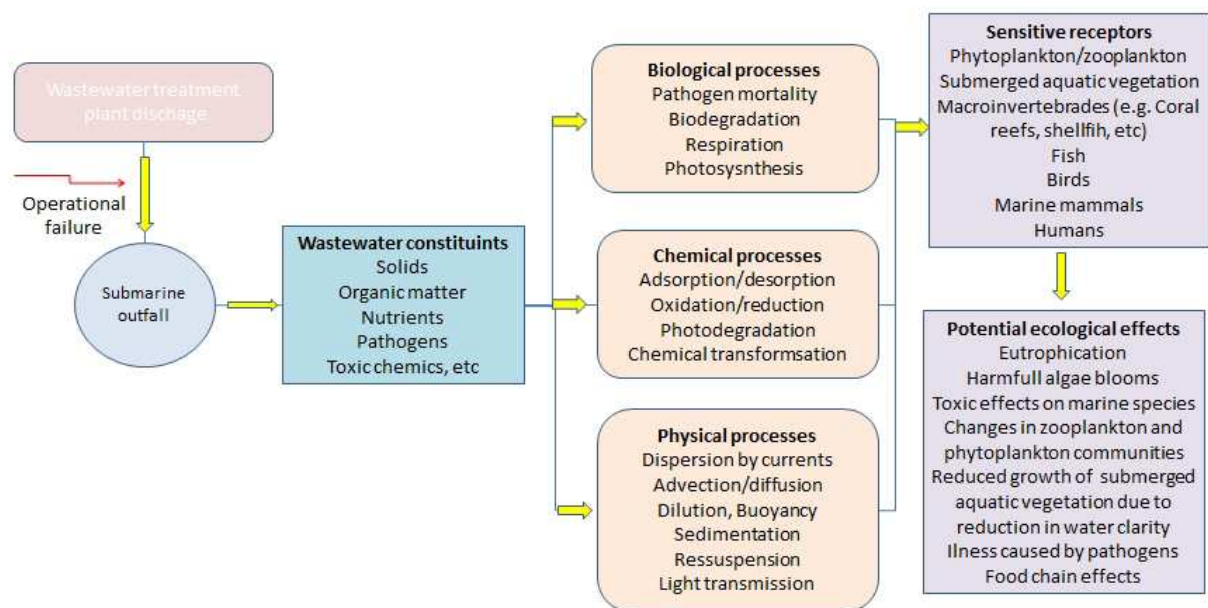 Wastewater treatment
plant dischage
Operational
failure
Submarine
outfall
Wastewater constituints
Solids
Organic matter
Nutrients
Pathogens
Toxic chemics, etc
Biological processes
Pathogen mortality
Biodegradation
Respiration
Photosysnthesis
Chemical processes
Adsorption/desorption
Oxidation/reduction
Photodegradation
Chemical transformsation
Physical processes
Dispersion by currents
Advection/diffusion
Dilution, Buoyancy
Sedimentation
Ressuspension
Light transmission
Sensitive receptors
Phytoplankton/zooplankton
Submerged aquatic vegetation
Macroinvertebrades (e.g. Coral
reefs, shellfih, etc)
Fish
Birds
Marine mammals
Humans
Potential ecological effects
Eutrophication
Harmfull algae blooms
Toxic effects on marine species
Changes in zooplankton and
phytoplankton communities
Reduced growth of submerged
aquatic vegetation due to
reduction in water clarity
Ilness caused by pathogens
Food chain effects